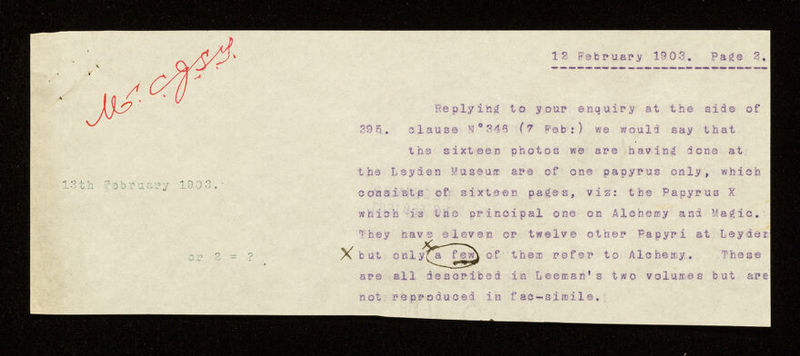 Mr. C.J.S.T.
12 February 1903. Page 2.
Replying to your enquiry at the side of
395. clause Nº346 (7 Feb:) we would say that
the sixteen photos we are having done at
the Leyden Museum are of one papyrus only, which
13th February 1903.
consists of sixteen pages, viz: the Papyrus X
which is the principal one on Alchemy and Magic.
They have eleven or twelve other Papyri at Leyden
or 2 = ? X but only a few of them refer to Alchemy. These
are all described in Leeman's two volumes but are
not reproduced in fac-simile.